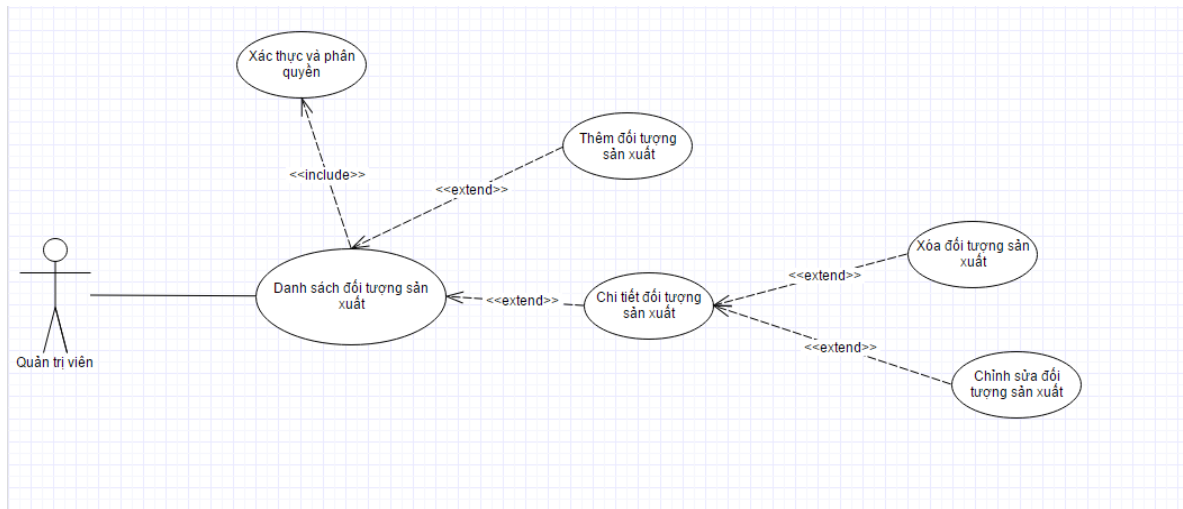 Xác thực và phân
quyền
Thêm đối tượng
sản xuất
<<include>>
<<extend>>
Xóa đối tượng sản
xuất
<<extend>>
Danh sách đối tượng sản
xuất
<<extend>>
Chi tiết đối tượng
sản xuất
<<extend>>
Quản trị viên
Chỉnh sửa đối
tượng sản xuất